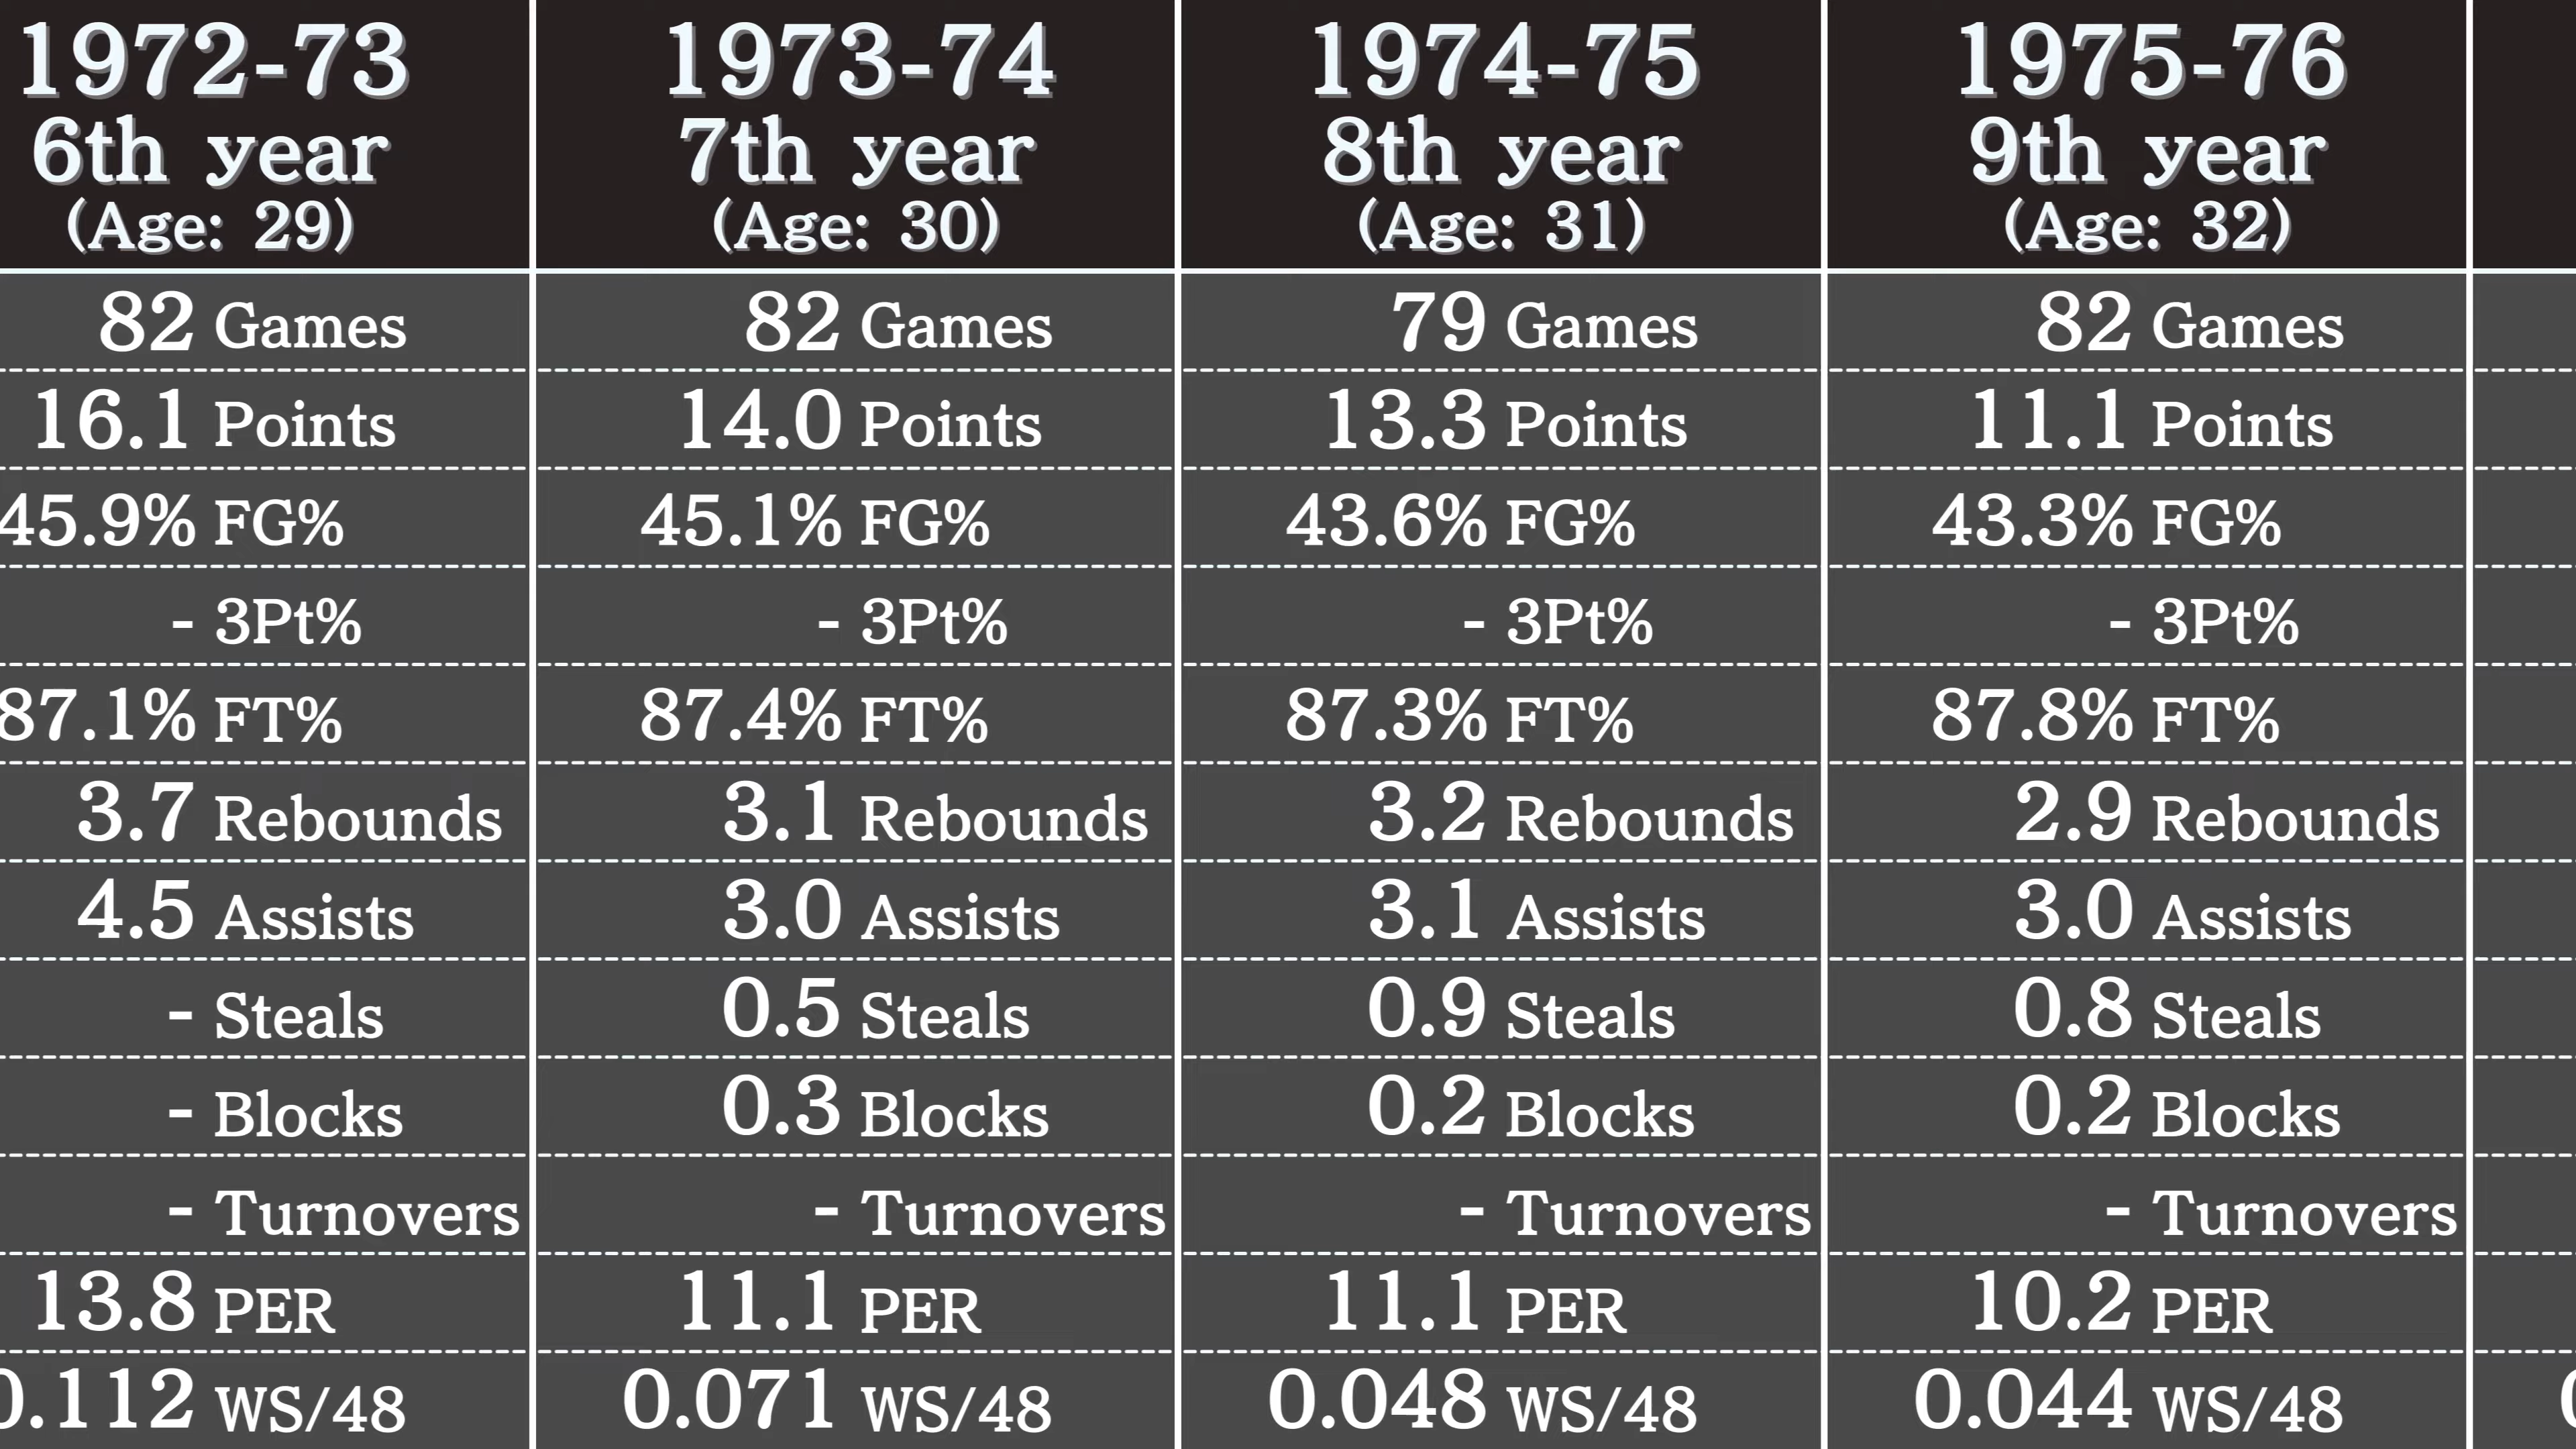 1972-73
6th year
(Age: 29)
82 Games
16.1 Points
45.9% FG%
- 3Pt%
87.1% FT%
3.7 Rebounds
4.5 Assists
- Steals
- Blocks
- Turnovers
13.8 PER
0.112 WS/48
1973-74
7th year
(Age: 30)
82 Games
14.0 Points
45.1% FG%
- 3Pt%
87.4% FT%
3.1 Rebounds
3.0 Assists
0.5 Steals
0.3 Blocks
- Turnovers
11.1 PER
0.071 WS/48
1974-75
8th year
(Age: 31)
79 Games
13.3 Points
43.6% FG%
- 3Pt%
87.3% FT%
3.2 Rebounds
3.1 Assists
0.9 Steals
0.2 Blocks
- Turnovers
11.1 PER
0.048 WS/48
1975-76
9th year
(Age: 32)
82 Games
11.1 Points
43.3% FG%
- 3Pt%
87.8% FT%
2.9 Rebounds
3.0 Assists
0.8 Steals
0.2 Blocks
- Turnovers
10.2 PER
0.044 WS/48